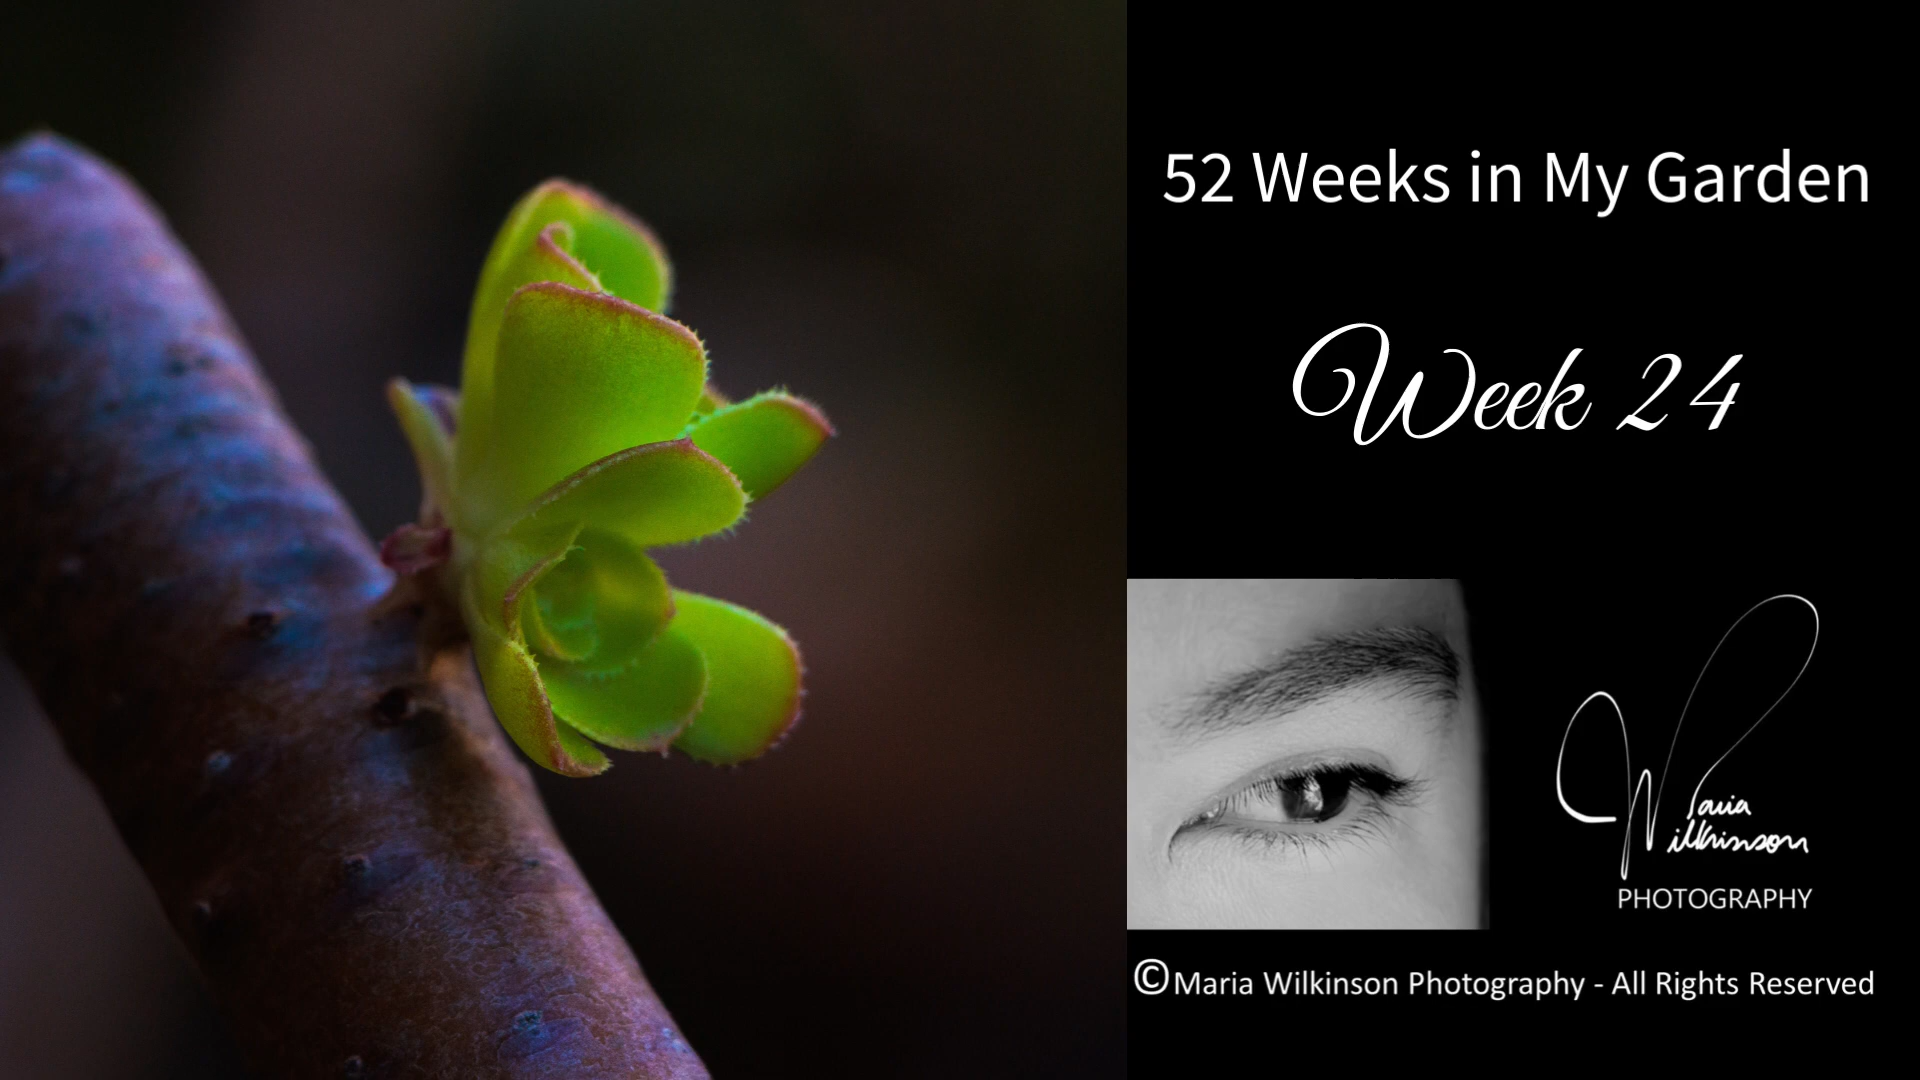 52 Weeks in My Garden
Week 24
Maria
Wilkinson
PHOTOGRAPHY
©Maria Wilkinson Photography - All Rights Reserved